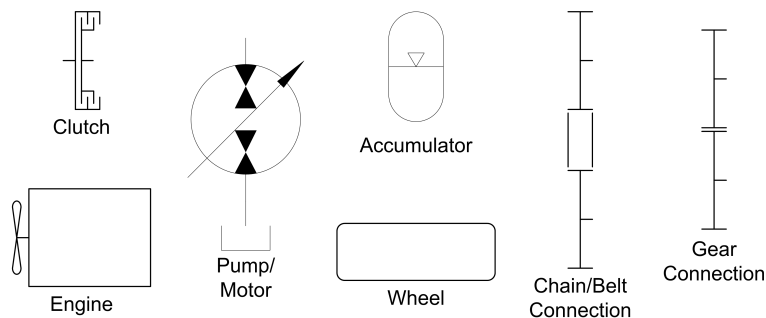 Clutch
Accumulator
Engine
Pump/
Motor
Wheel
Chain/Belt
Connection
Gear
Connection